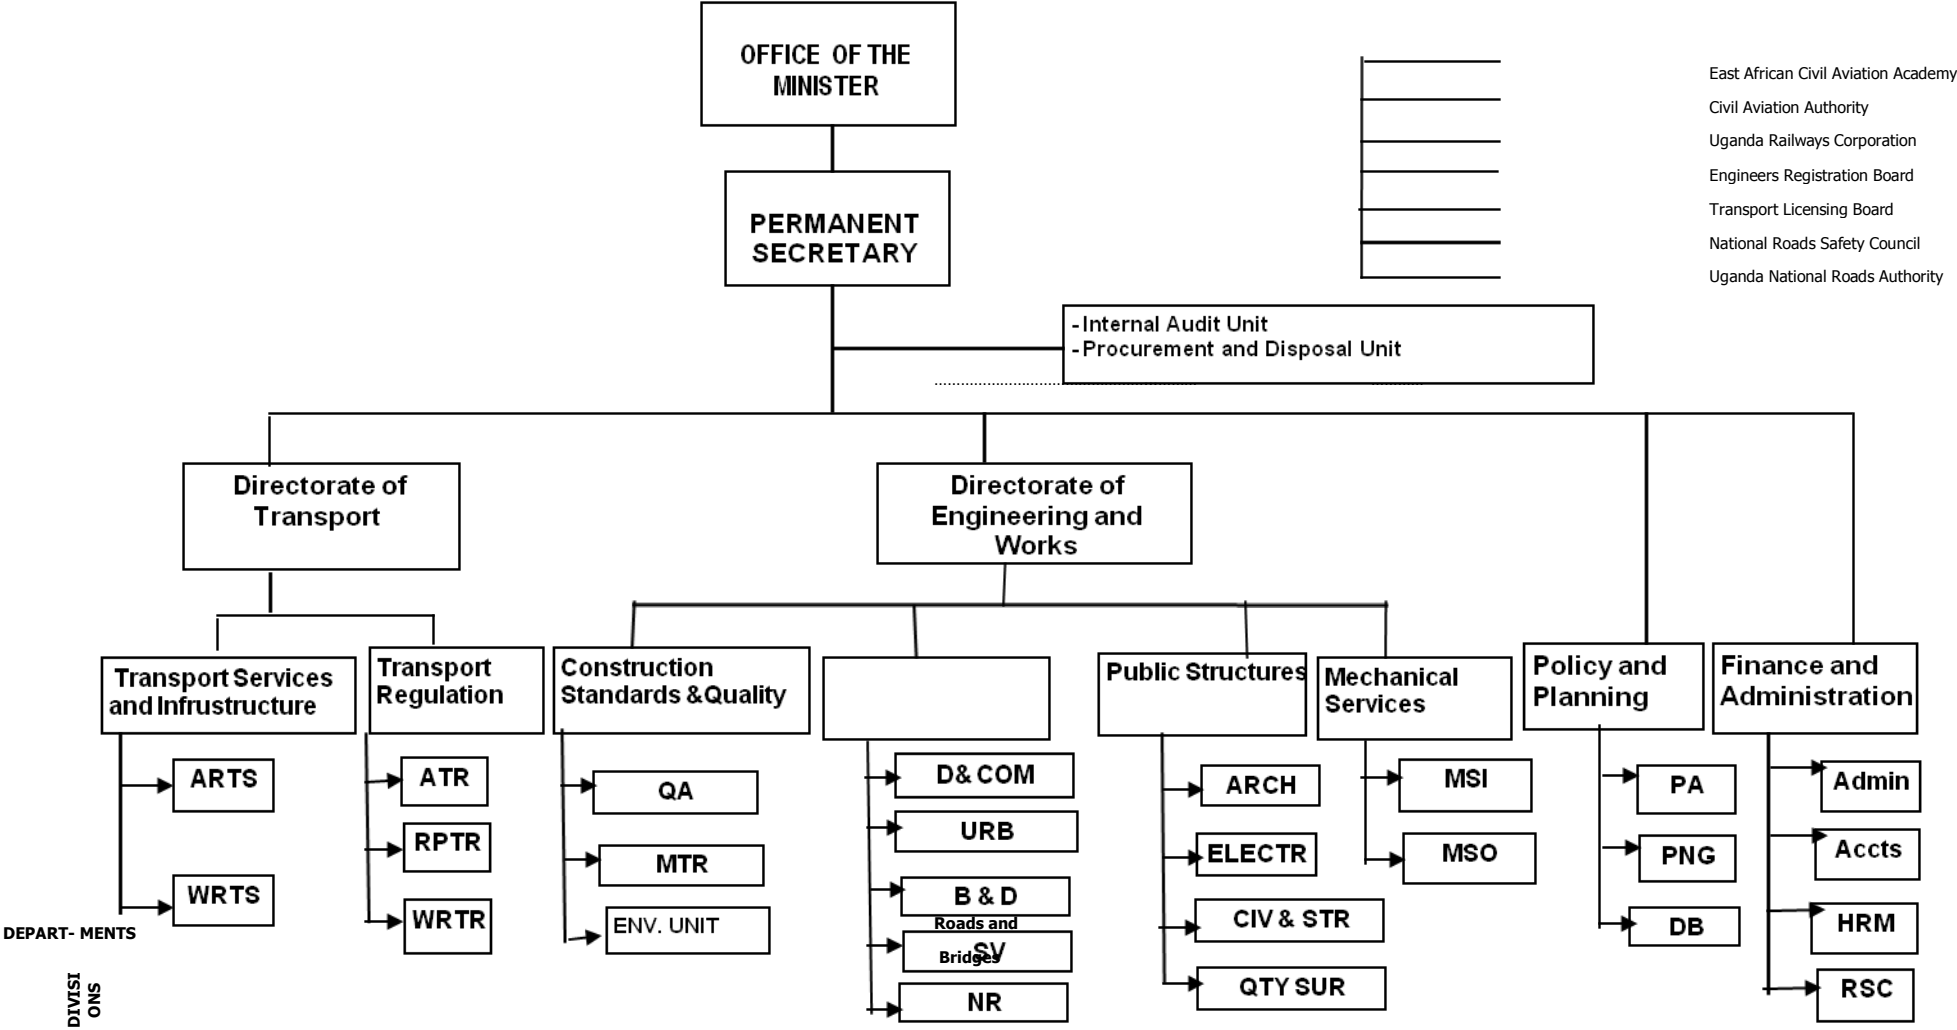 OFFICE OF THE
MINISTER
East African Civil Aviation Academy
Civil Aviation Authority
Uganda Railways Corporation
Engineers Registration Board
Transport Licensing Board
National Roads Safety Council
Uganda National Roads Authority
PERMANENT
SECRETARY
-Internal Audit Unit
-Procurement and Disposal Unit
Directorate of
Transport
Directorate of
Engineering and
Works
Transport Services
and Infrustructure
Transport
Regulation
Construction
Standards &Quality
Public Structures
Mechanical
Services
Policy and
Planning
Finance and
Administration
ARTS
WRTS
ATR
RPTR
WRTR
QA
MTR
ENV. UNIT
D& COM
URB
B & D
Roads and
SV
Bridges
NR
ARCH
ELECTR
CIV & STR
QTY SUR
MSI
MSO
PA
PNG
DB
Admin
Accts
HRM
RSC
DEPART- MENTS
DIVISI
ONS